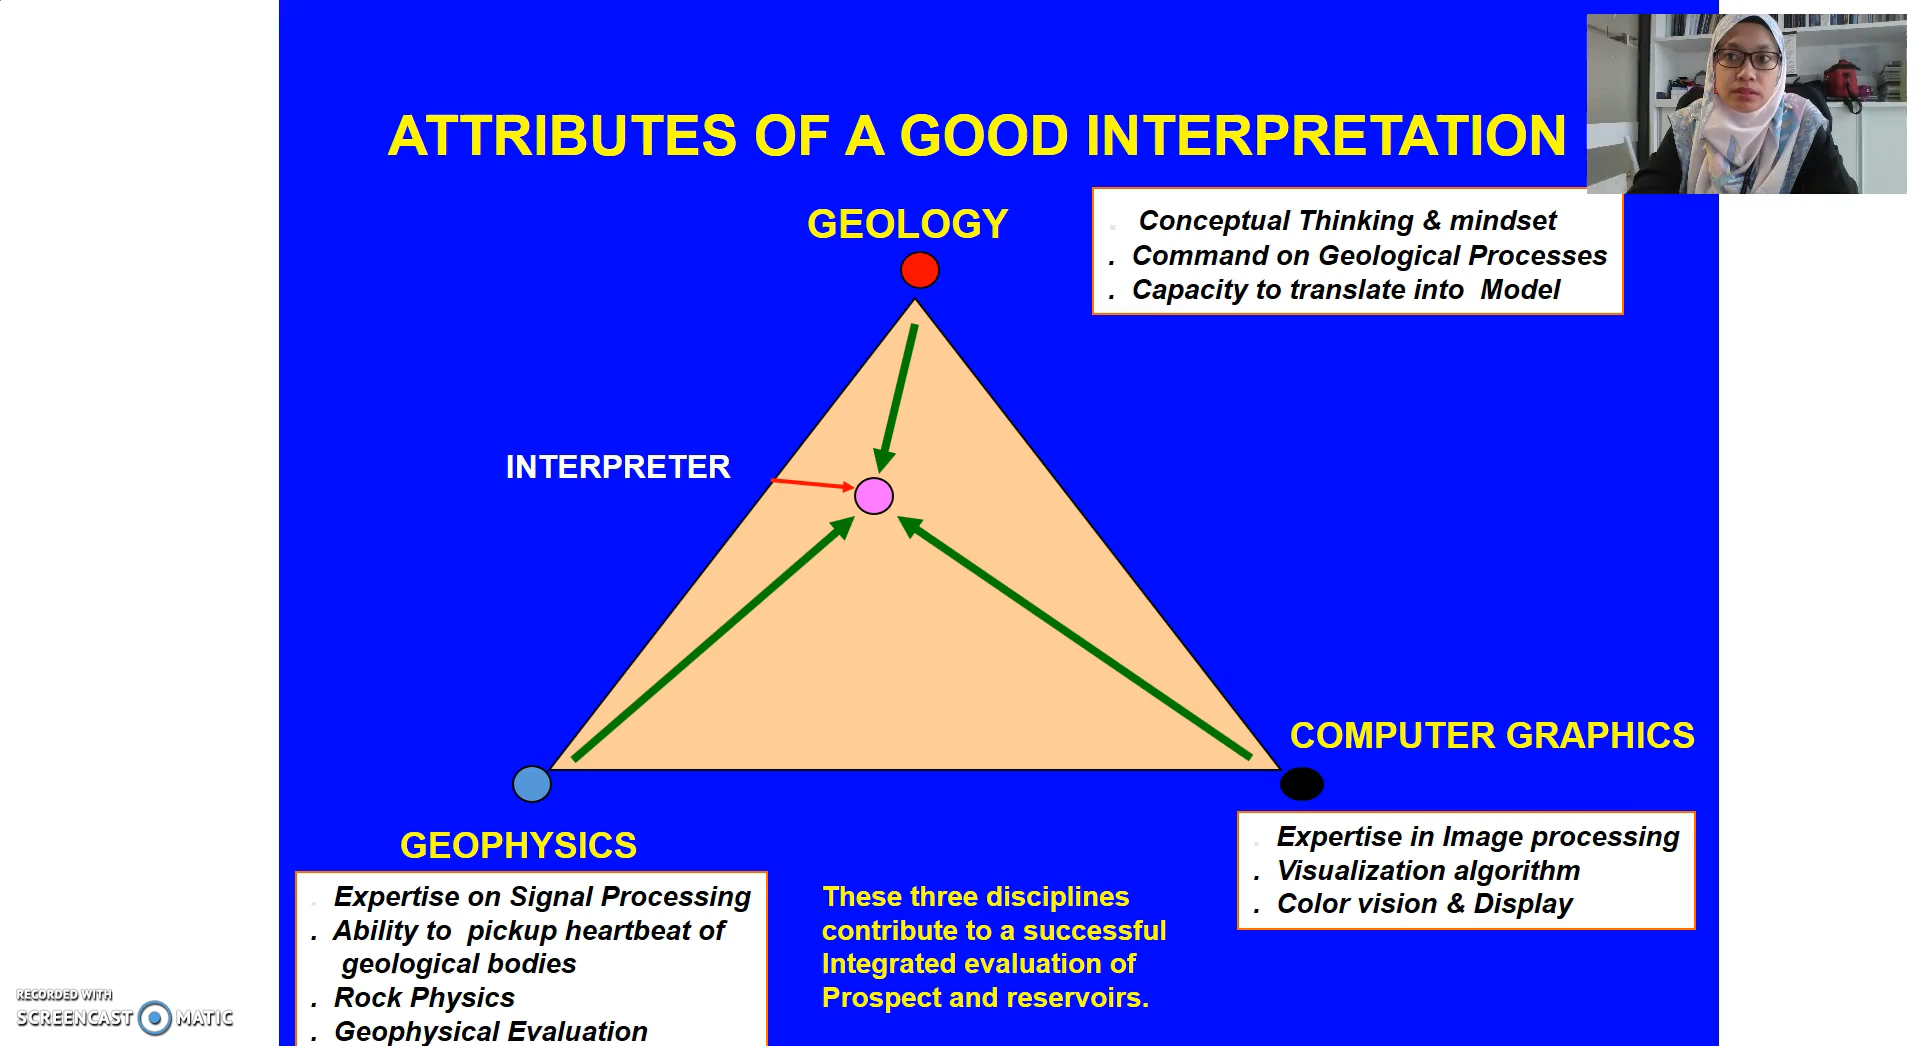 ATTRIBUTES OF A GOOD INTERPRETATION
GEOLOGY
. Conceptual Thinking & mindset
. Command on Geological Processes
. Capacity to translate into Model
INTERPRETER
COMPUTER GRAPHICS
. Expertise in Image processing
. Visualization algorithm
. Color vision & Display
GEOPHYSICS
. Expertise on Signal Processing
. Ability to pickup heartbeat of
geological bodies
. Rock Physics
. Geophysical Evaluation
These three disciplines
contribute to a successful
Integrated evaluation of
Prospect and reservoirs.
RECORDED WITH
SCREENCAST MATIC